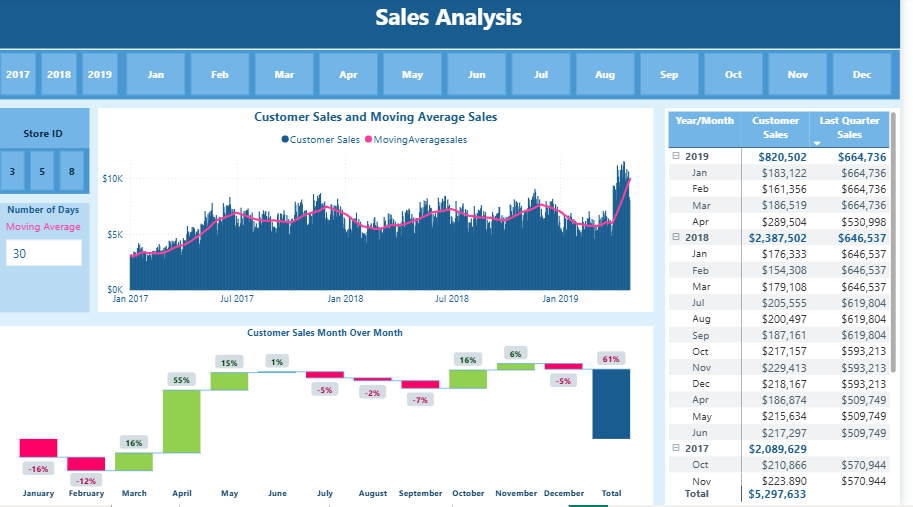 Sales Analysis
2017 2018 2019 Jan Feb Mar Apr May Jun Jul Aug Sep Oct Nov Dec
Store ID
3 5 8
Number of Days
Moving Average
30
Customer Sales and Moving Average Sales
Customer Sales MovingAveragesales
$10K
$5K
$0K
Jan 2017 Jul 2017 Jan 2018 Jul 2018 Jan 2019
Customer Sales Month Over Month
-16% -12% 16% 55% 15% 1% -5% -2% -7% 16% 6% -5% 61%
January February March April May June July August September October November December Total
Year/Month Customer Sales Last Quarter Sales
2019 $820,502 $664,736
Jan $183,122 $664,736
Feb $161,356 $664,736
Mar $186,519 $664,736
Apr $289,504 $530,998
2018 $2,387,502 $646,537
Jan $176,333 $646,537
Feb $154,308 $646,537
Mar $179,108 $646,537
Jul $205,555 $619,804
Aug $200,497 $619,804
Sep $187,161 $619,804
Oct $217,157 $593,213
Nov $229,413 $593,213
Dec $218,167 $593,213
Apr $186,874 $509,749
May $215,634 $509,749
Jun $217,297 $509,749
2017 $2,089,629
Oct $210,866 $570,944
Nov $223,890 $570,944
Total $5,297,633